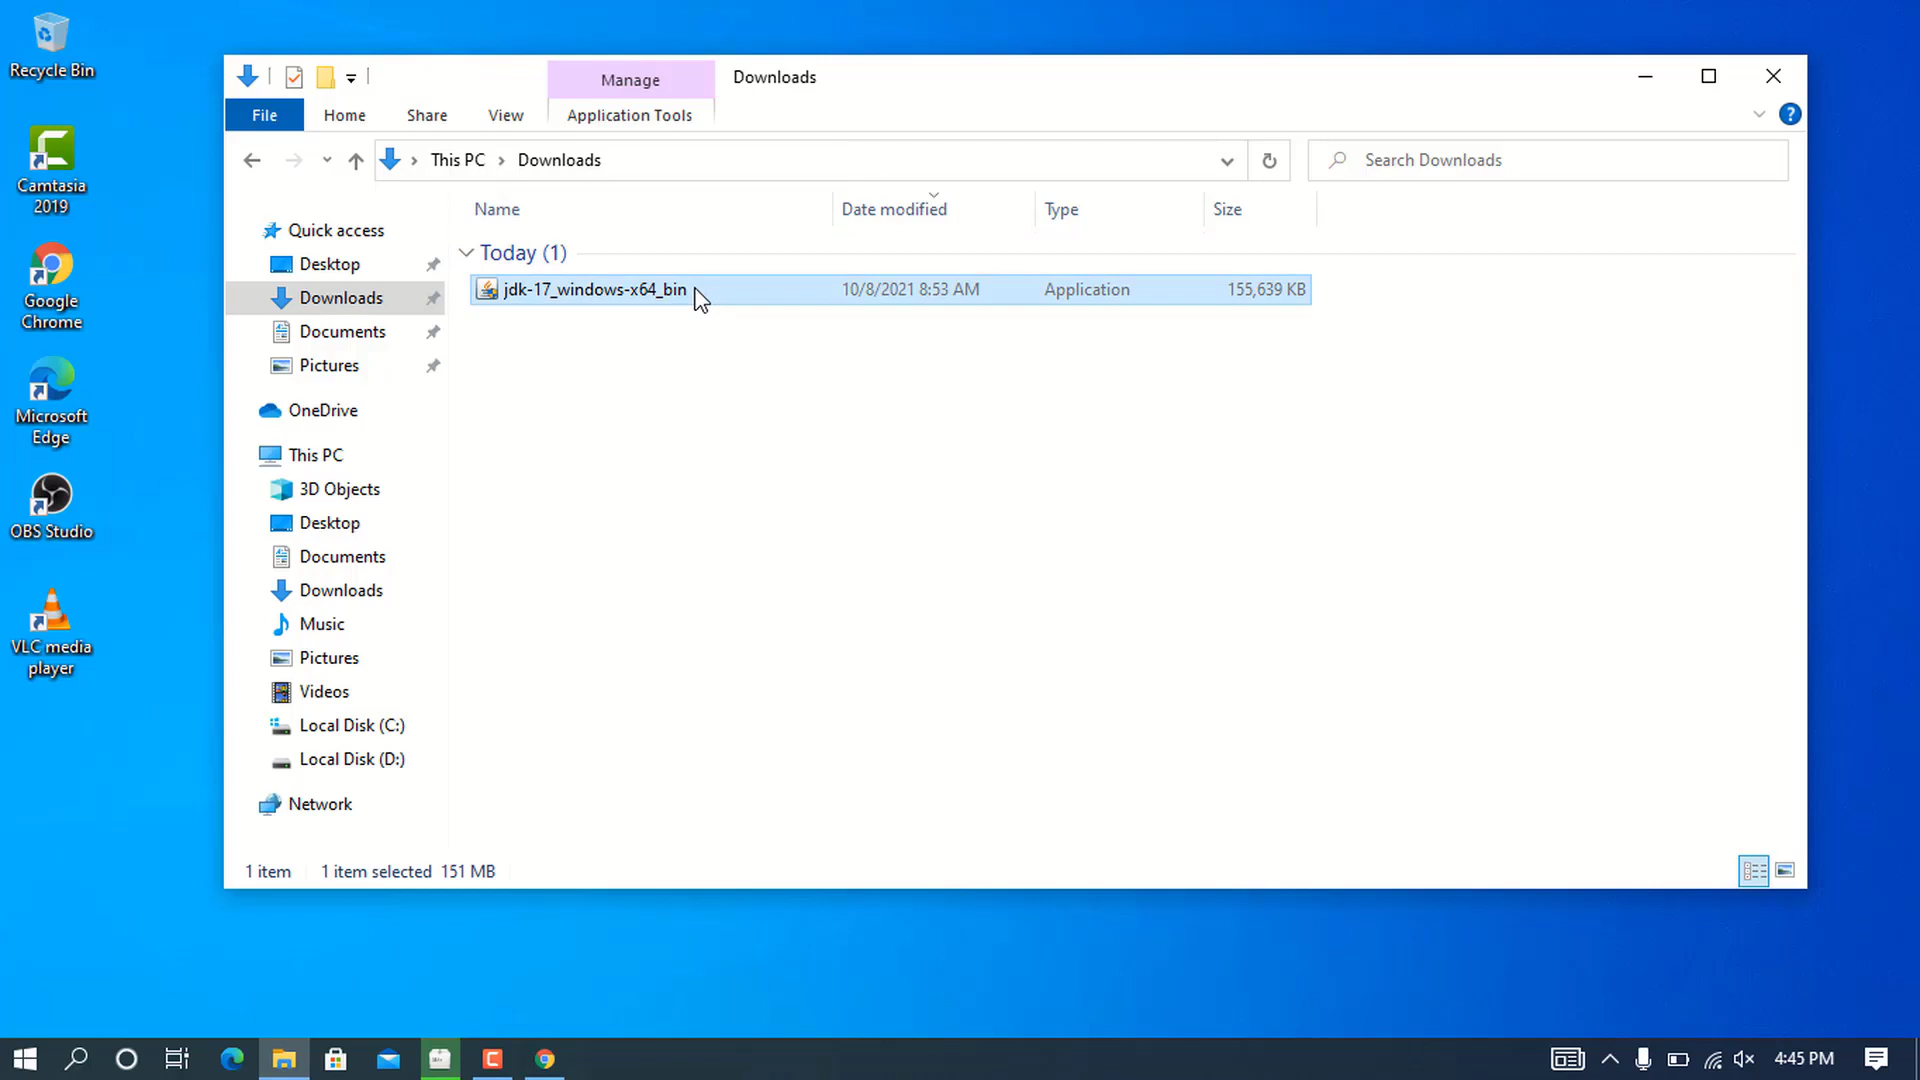 Recycle Bin
Camtasia
2019
Google
Chrome
Microsoft
Edge
OBS Studio
VLC media
player
Manage
Downloads
File
Home
Share
View
Application Tools
?
This PC
Downloads
Search Downloads
Name
Date modified
Type
Size
Quick access
Desktop
Downloads
Documents
Pictures
OneDrive
This PC
3D Objects
Desktop
Documents
Downloads
Music
Pictures
Videos
Local Disk (C:)
Local Disk (D:)
Network
Today (1)
jdk-17_windows-x64_bin
10/8/2021 8:53 AM
Application
155,639 KB
1 item
1 item selected 151 MB
4:45 PM